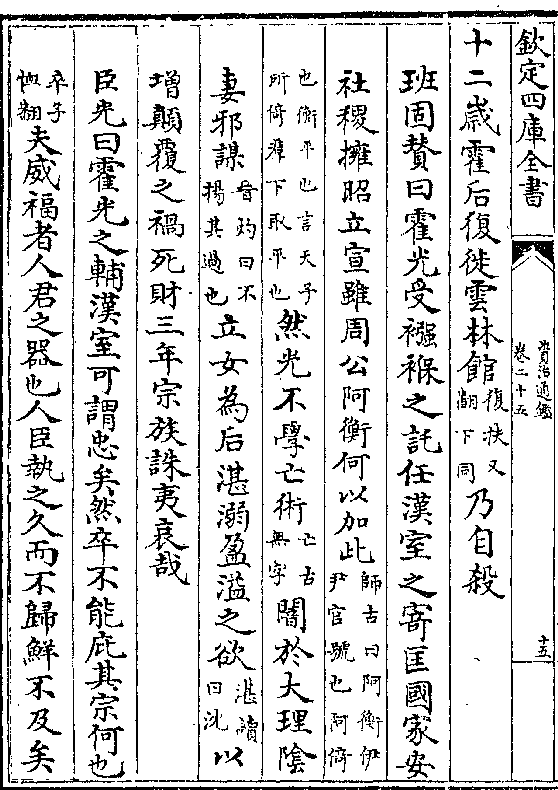 欽定四庫全書
資治通鑑
卷二十五
十五
十二歲霍后復徙雲林館復扶又翻下同乃自殺
班固贊曰霍光受襁褓之託任漢室之寄匡國家安
社稷擁昭立宣雖周公阿衡何以加此師古曰阿衡伊尹官號也阿倚
也衡平也言天子所倚羣下取平也然光不學亡術亡古無字闇於大理陰
妻邪謀晉灼曰不揚其過也立女為后湛溺盈溢之欲湛讀曰沈以
增顛覆之禍死財三年宗族誅夷哀哉
臣光曰霍光之輔漢室可謂忠矣然卒不能庇其宗何也
卒子恤翻夫威福者人君之器也人臣執之久而不歸鮮不及矣